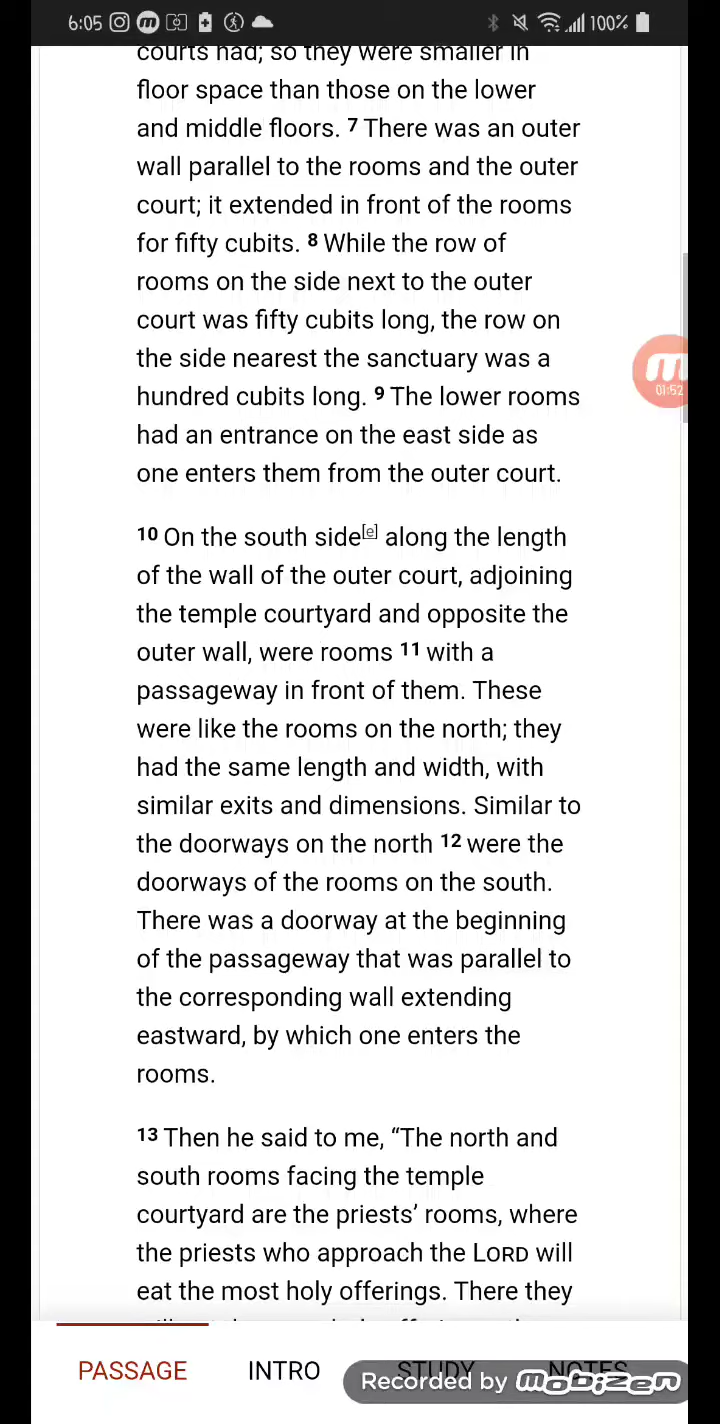 6:05 100%
courts had; so they were smaller in
floor space than those on the lower
and middle floors. 7 There was an outer
wall parallel to the rooms and the outer
court; it extended in front of the rooms
for fifty cubits. 8 While the row of
rooms on the side next to the outer
court was fifty cubits long, the row on
the side nearest the sanctuary was a
hundred cubits long. 9 The lower rooms
had an entrance on the east side as
one enters them from the outer court.
m
01:52
10 On the south side[e] along the length
of the wall of the outer court, adjoining
the temple courtyard and opposite the
outer wall, were rooms 11 with a
passageway in front of them. These
were like the rooms on the north; they
had the same length and width, with
similar exits and dimensions. Similar to
the doorways on the north 12 were the
doorways of the rooms on the south.
There was a doorway at the beginning
of the passageway that was parallel to
the corresponding wall extending
eastward, by which one enters the
rooms.
13 Then he said to me, “The north and
south rooms facing the temple
courtyard are the priests’ rooms, where
the priests who approach the LORD will
eat the most holy offerings. There they
PASSAGE INTRO STUDY NOTES
Recorded by mobizen